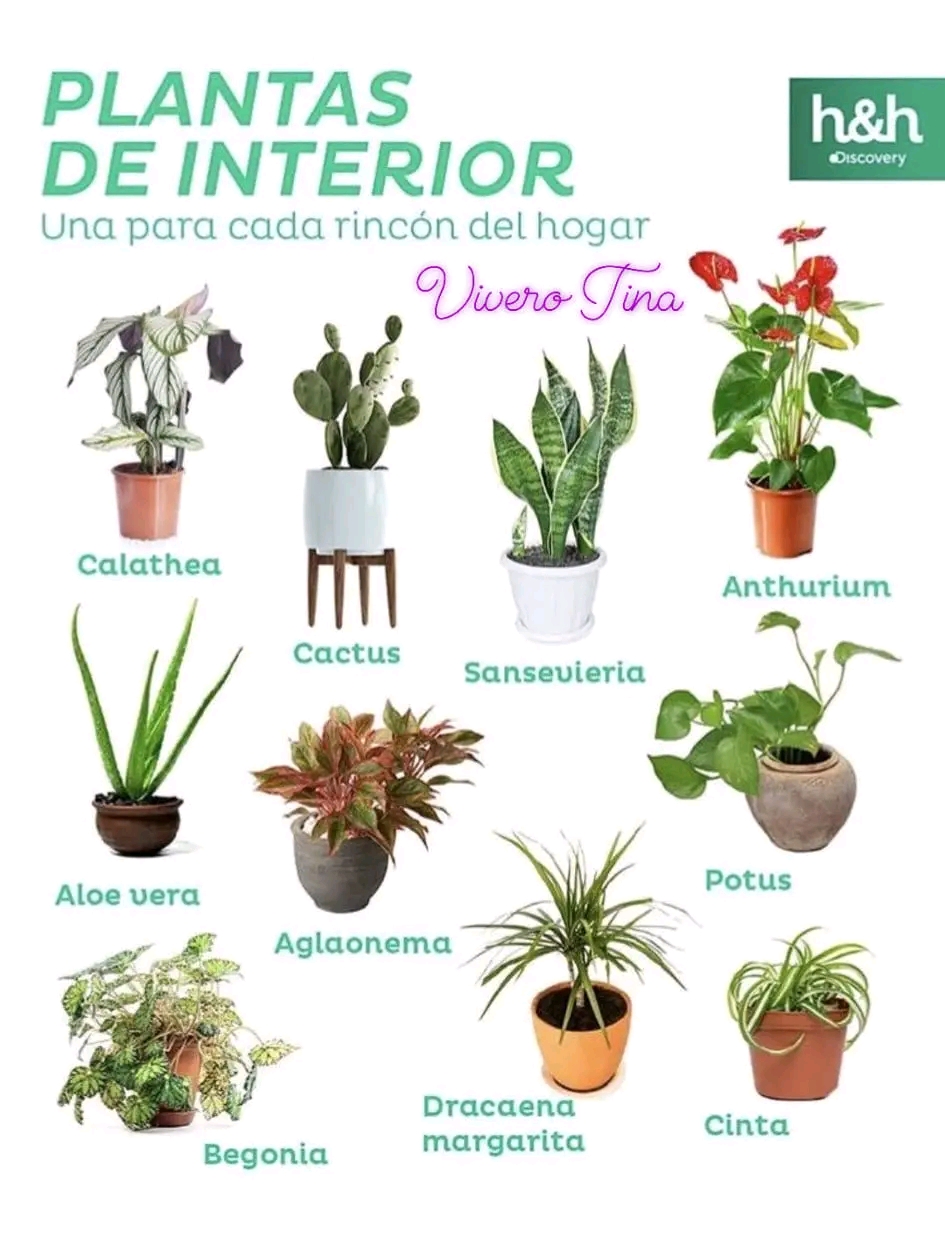 PLANTAS
DE INTERIOR
Una para cada rincón del hogar
h&h
Discovery
Vivero Tina
Calathea
Cactus
Sansevieria
Anthurium
Aloe vera
Aglaonema
Potus
Begonia
Dracaena
margarita
Cinta